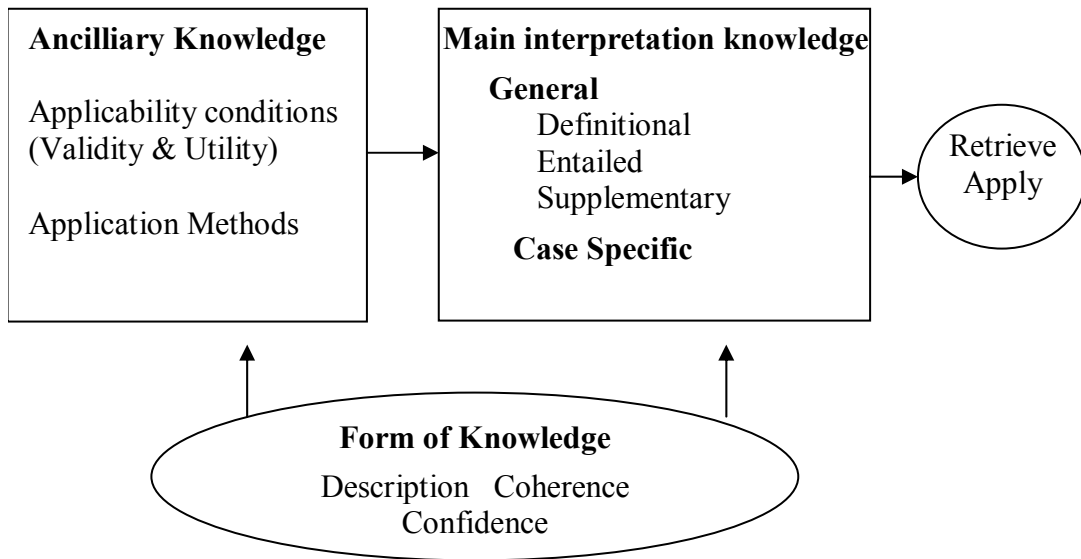 Ancilliary Knowledge
Applicability conditions
(Validity & Utility)
Application Methods
Main interpretation knowledge
General
Definitional
Entailed
Supplementary
Case Specific
Retrieve
Apply
Form of Knowledge
Description Coherence
Confidence